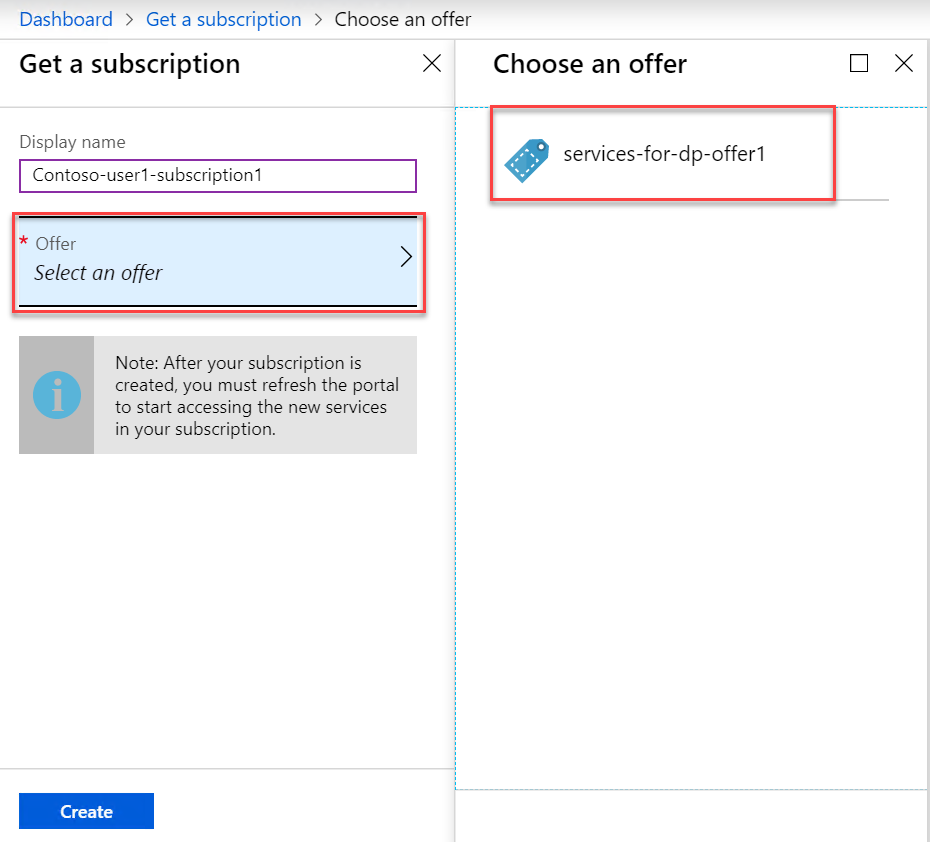 Dashboard > Get a subscription > Choose an offer
Get a subscription
Display name
Contoso-user1-subscription1
* Offer
Select an offer
Note: After your subscription is
created, you must refresh the portal
to start accessing the new services
in your subscription.
Create
Choose an offer
services-for-dp-offer1